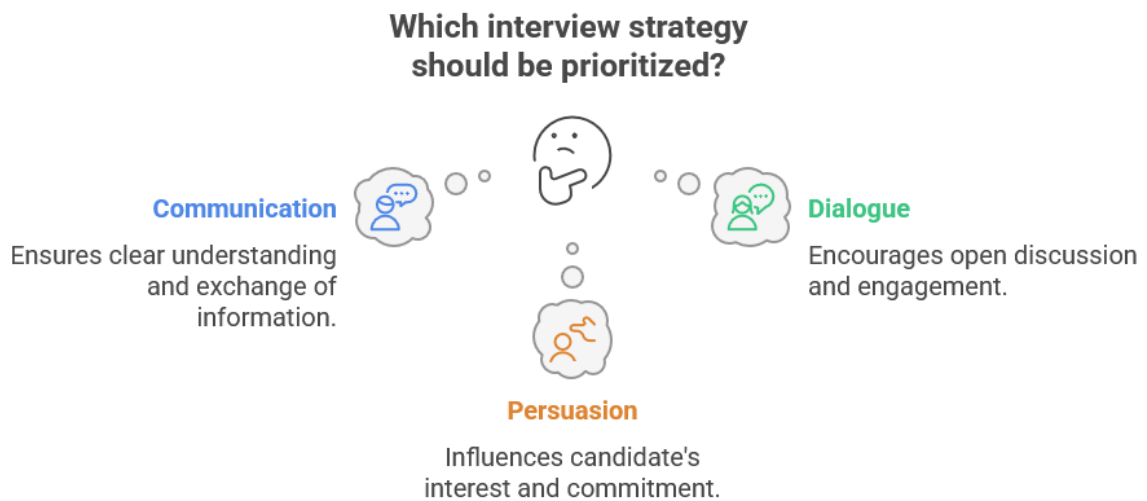 Which interview strategy
should be prioritized?
Communication
Ensures clear understanding
and exchange of
information.
Dialogue
Encourages open discussion
and engagement.
Persuasion
Influences candidate's
interest and commitment.